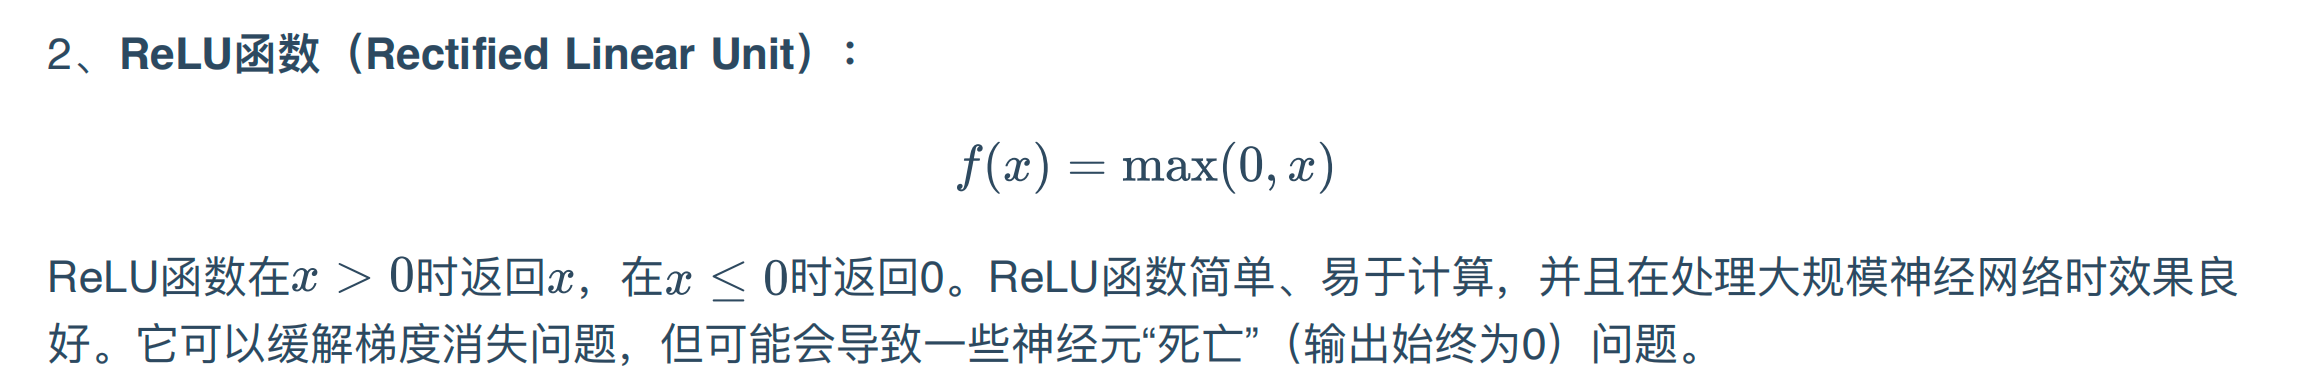 2、ReLU函数（Rectified Linear Unit）：
f(x) = max(0, x)
ReLU函数在x > 0时返回x，在x ≤ 0时返回0。ReLU函数简单、易于计算，并且在处理大规模神经网络时效果良
好。它可以缓解梯度消失问题，但可能会导致一些神经元“死亡”（输出始终为0）问题。